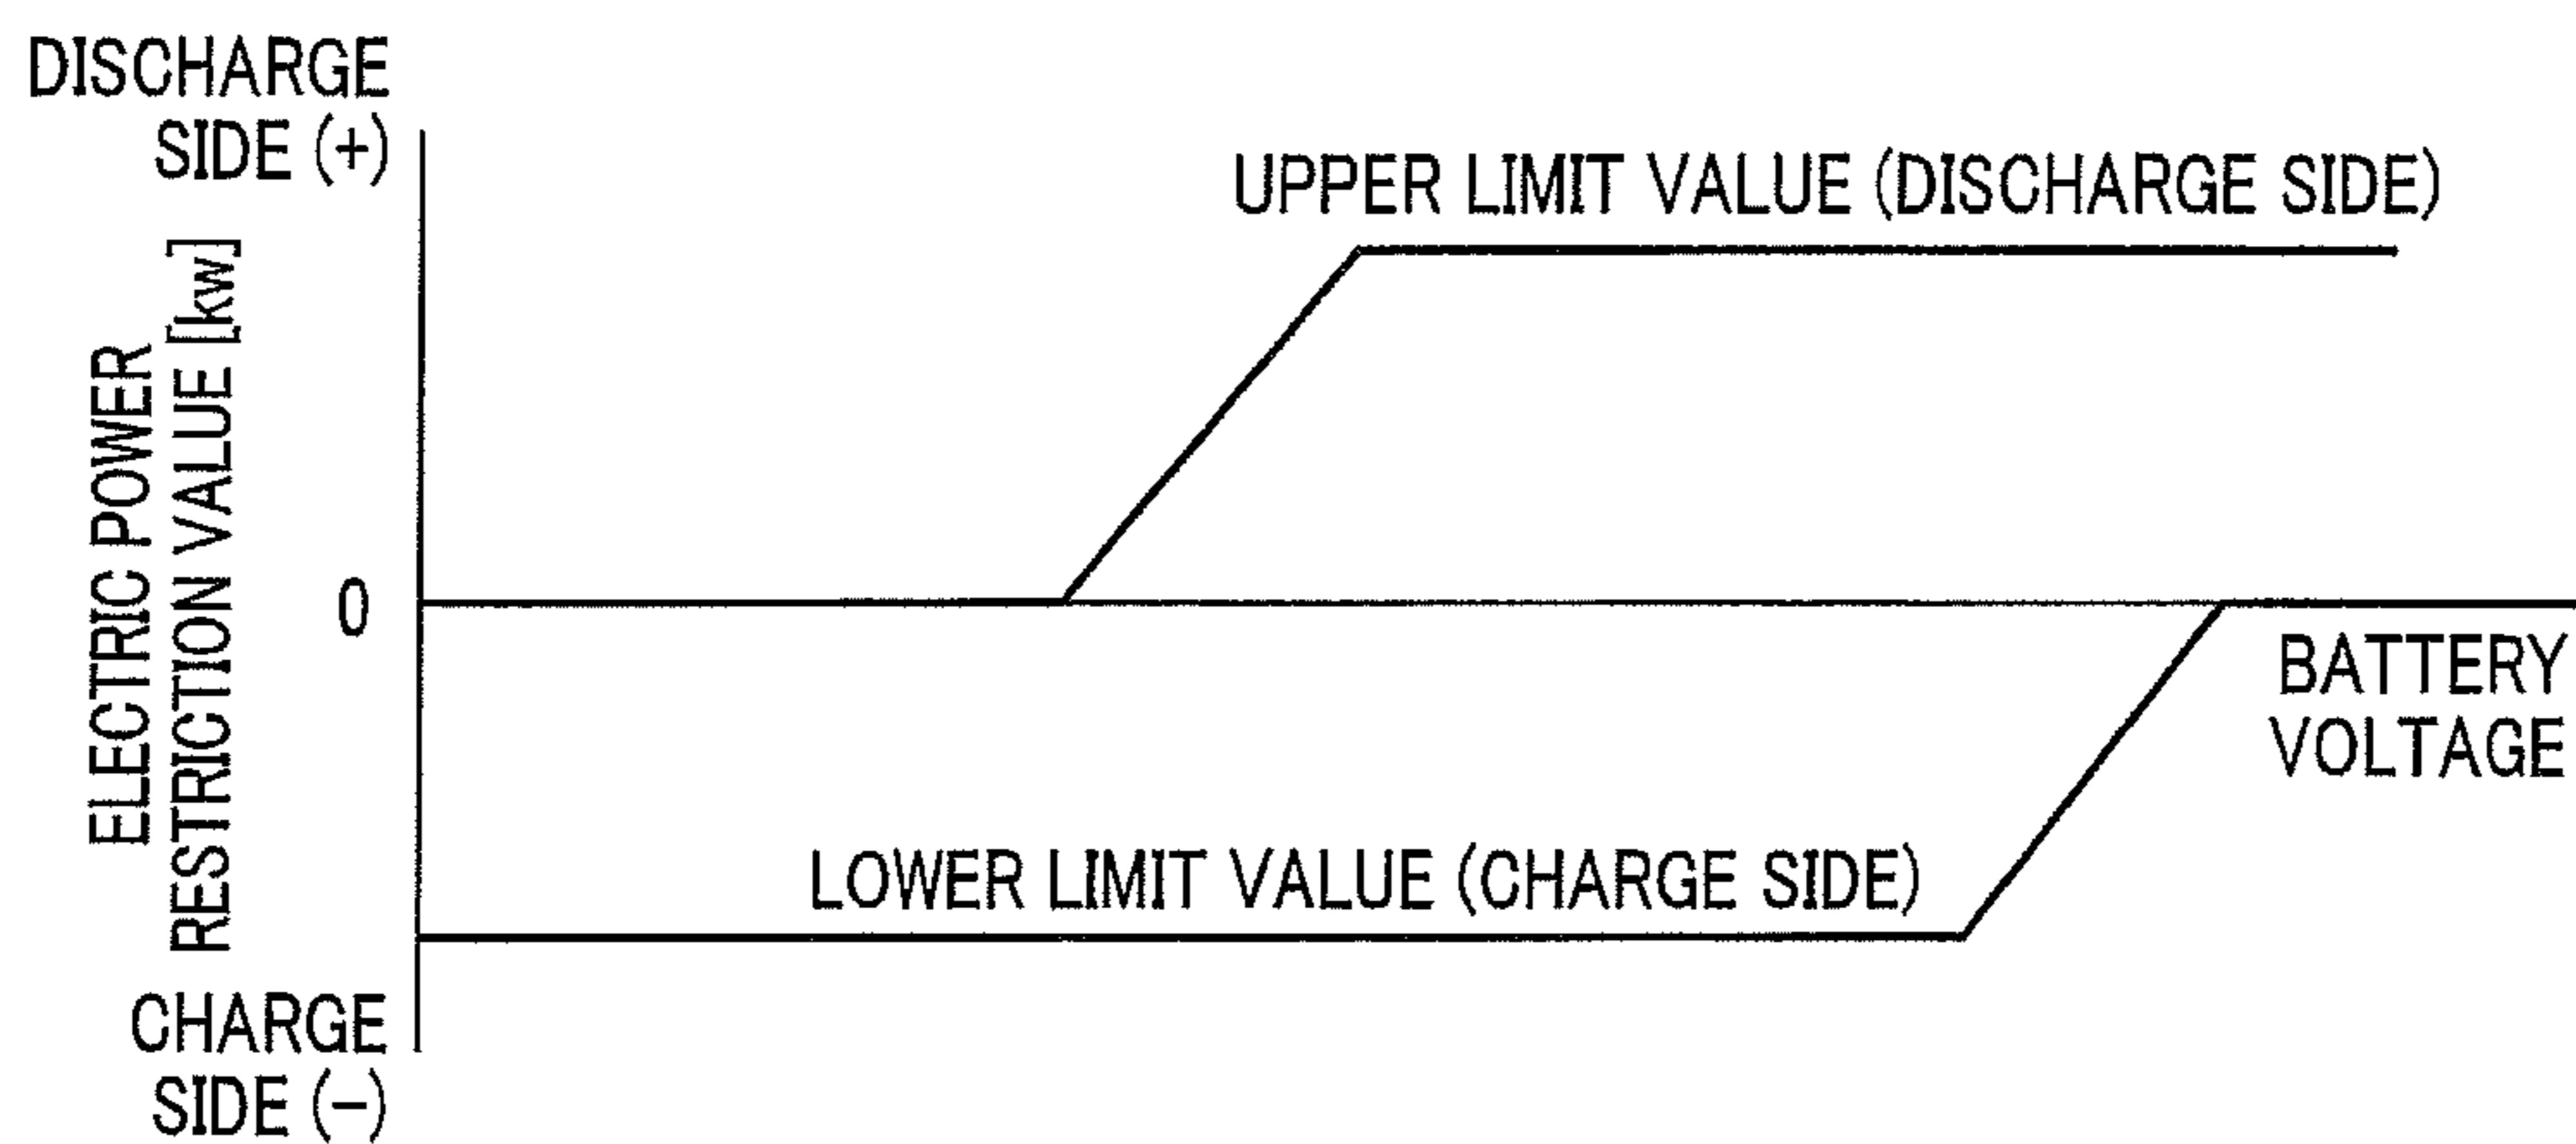 DISCHARGE
SIDE (+)
UPPER LIMIT VALUE (DISCHARGE SIDE)
ELECTRIC POWER
RESTRICTION VALUE [kw]
0
BATTERY
VOLTAGE
LOWER LIMIT VALUE (CHARGE SIDE)
CHARGE
SIDE (−)